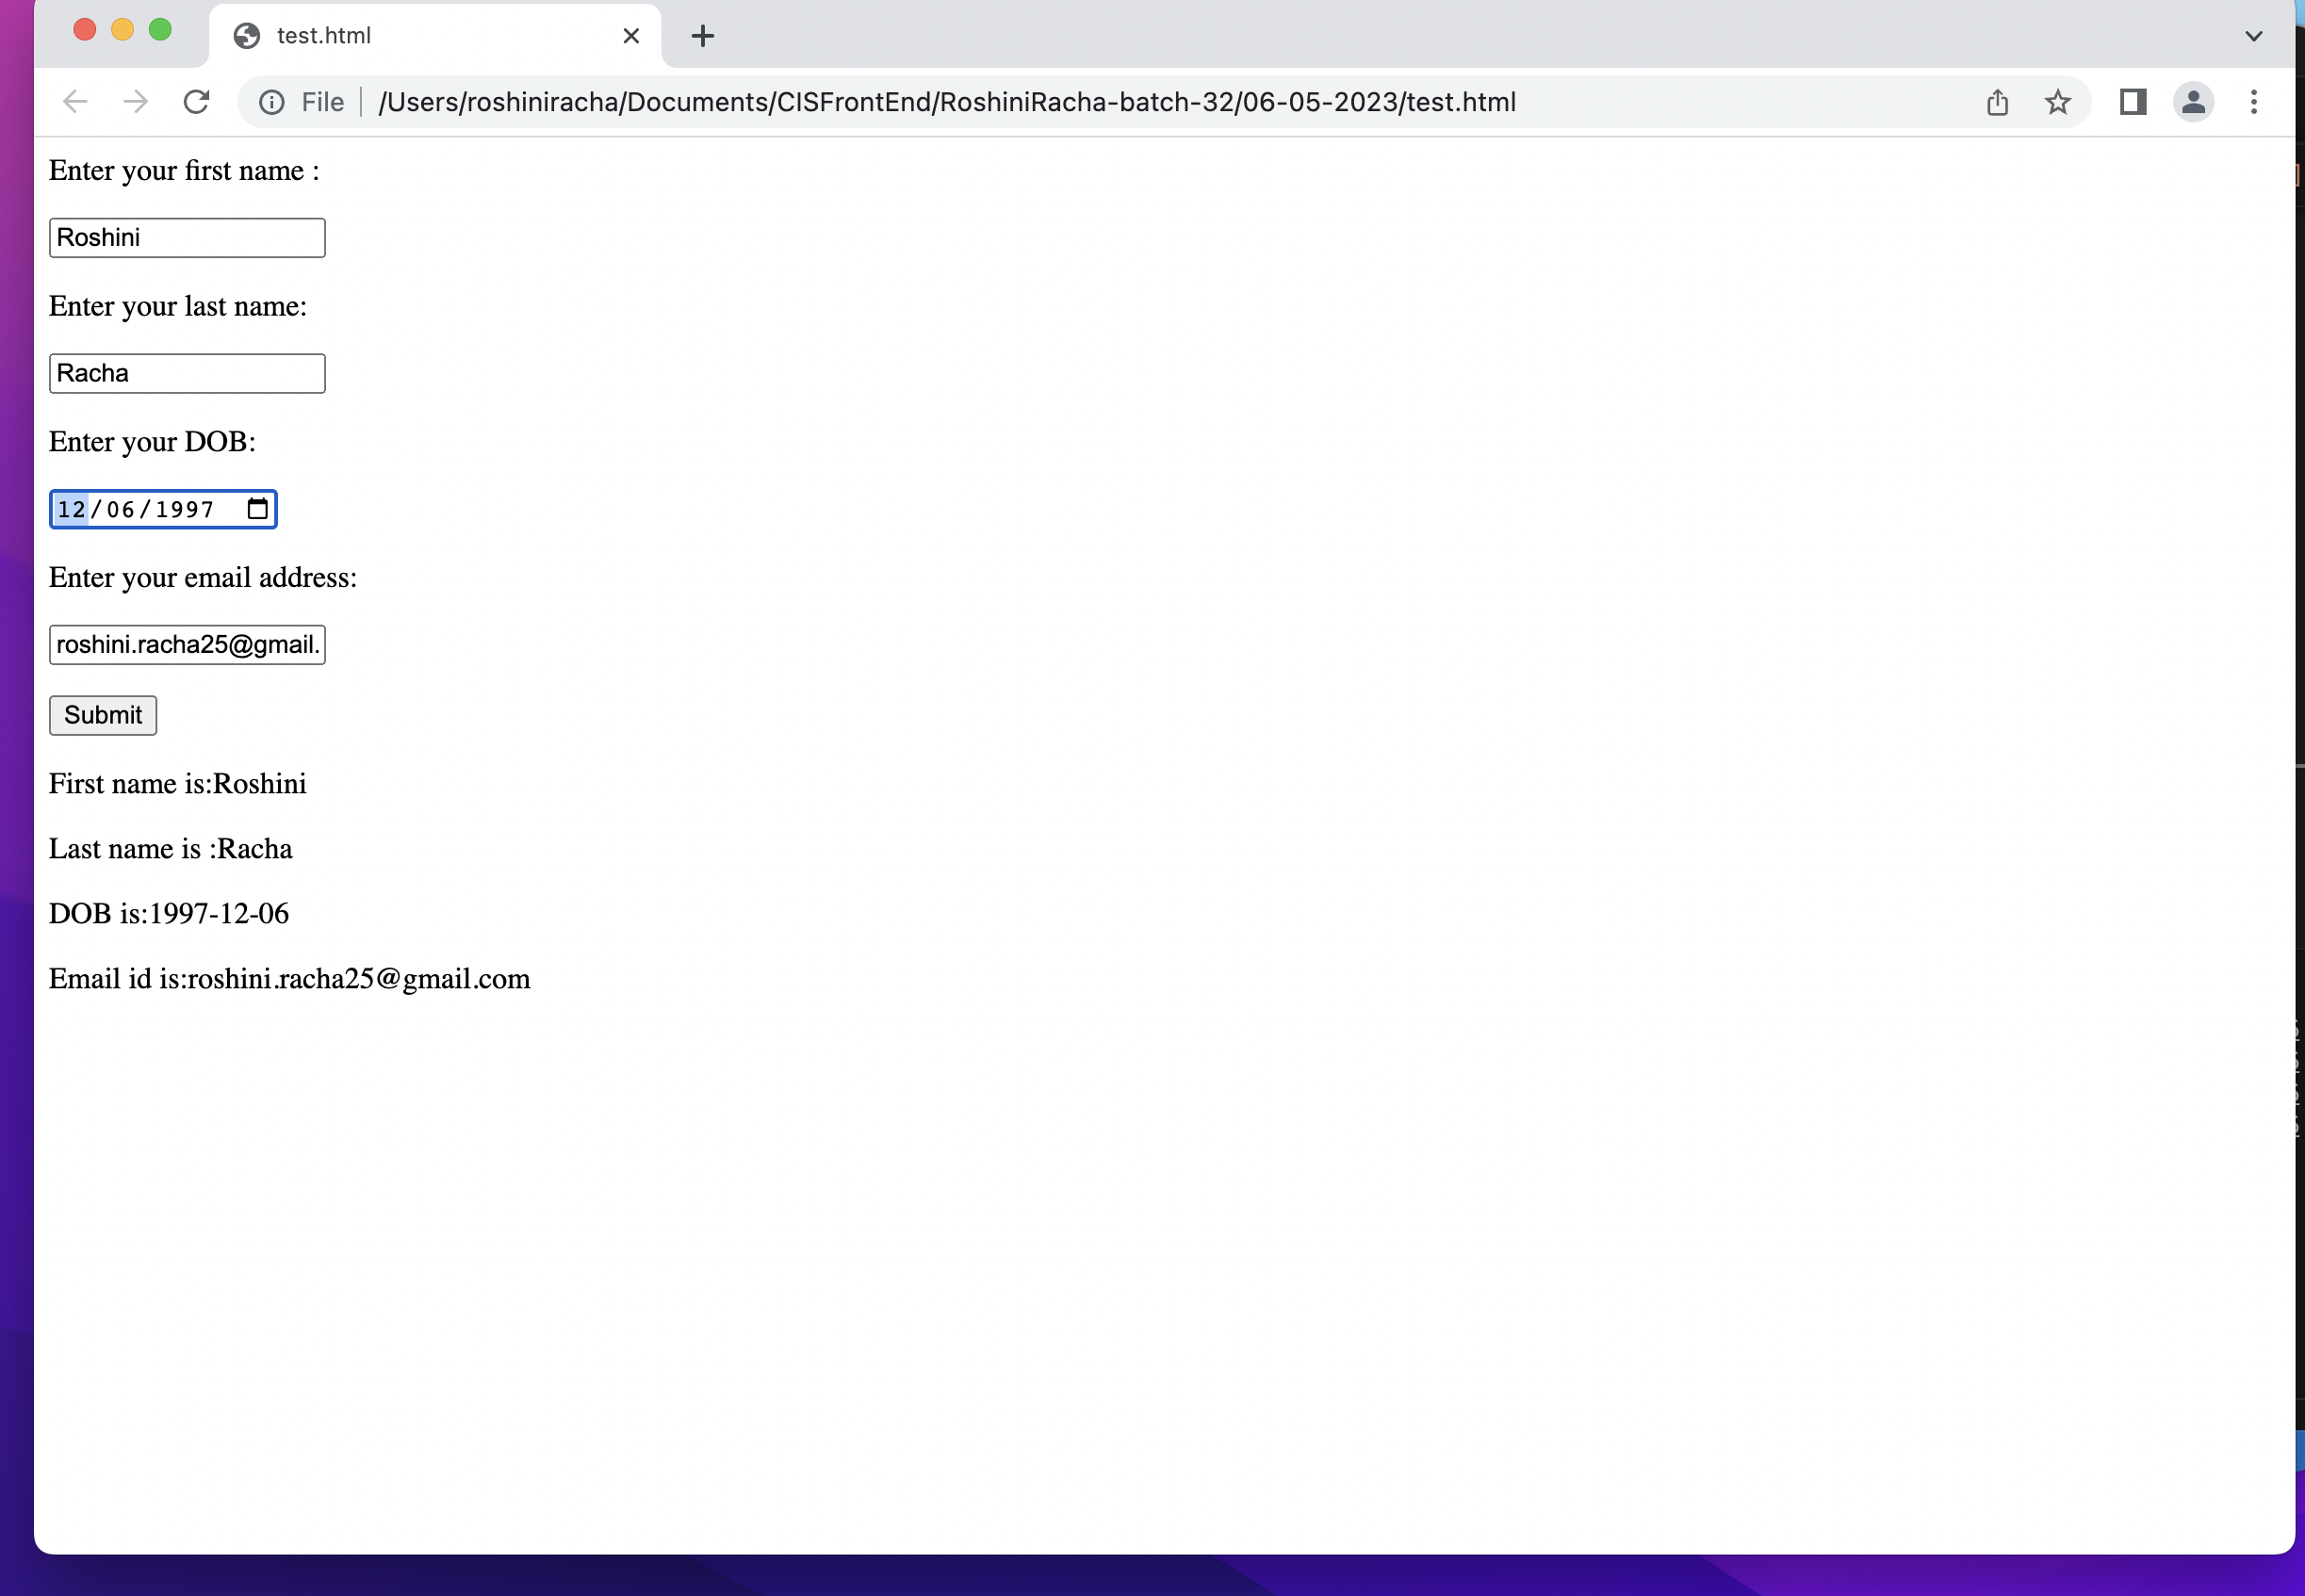 test.html
File /Users/roshiniracha/Documents/CISFrontEnd/RoshiniRacha-batch-32/06-05-2023/test.html
Enter your first name :
Roshini
Enter your last name:
Racha
Enter your DOB:
12/06/1997
Enter your email address:
roshini.racha25@gmail.
Submit
First name is:Roshini
Last name is :Racha
DOB is:1997-12-06
Email id is:roshini.racha25@gmail.com